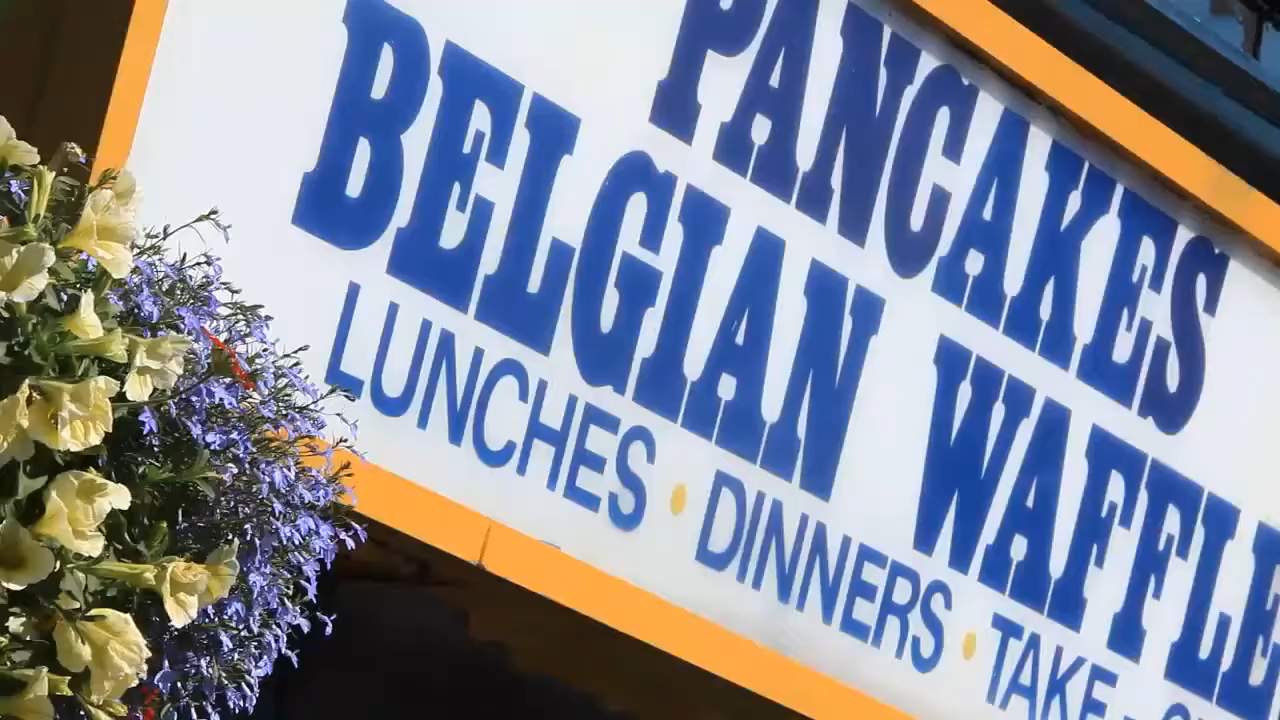 PANCAKES
BELGIAN WAFFLE
LUNCHES • DINNERS • TAKE-